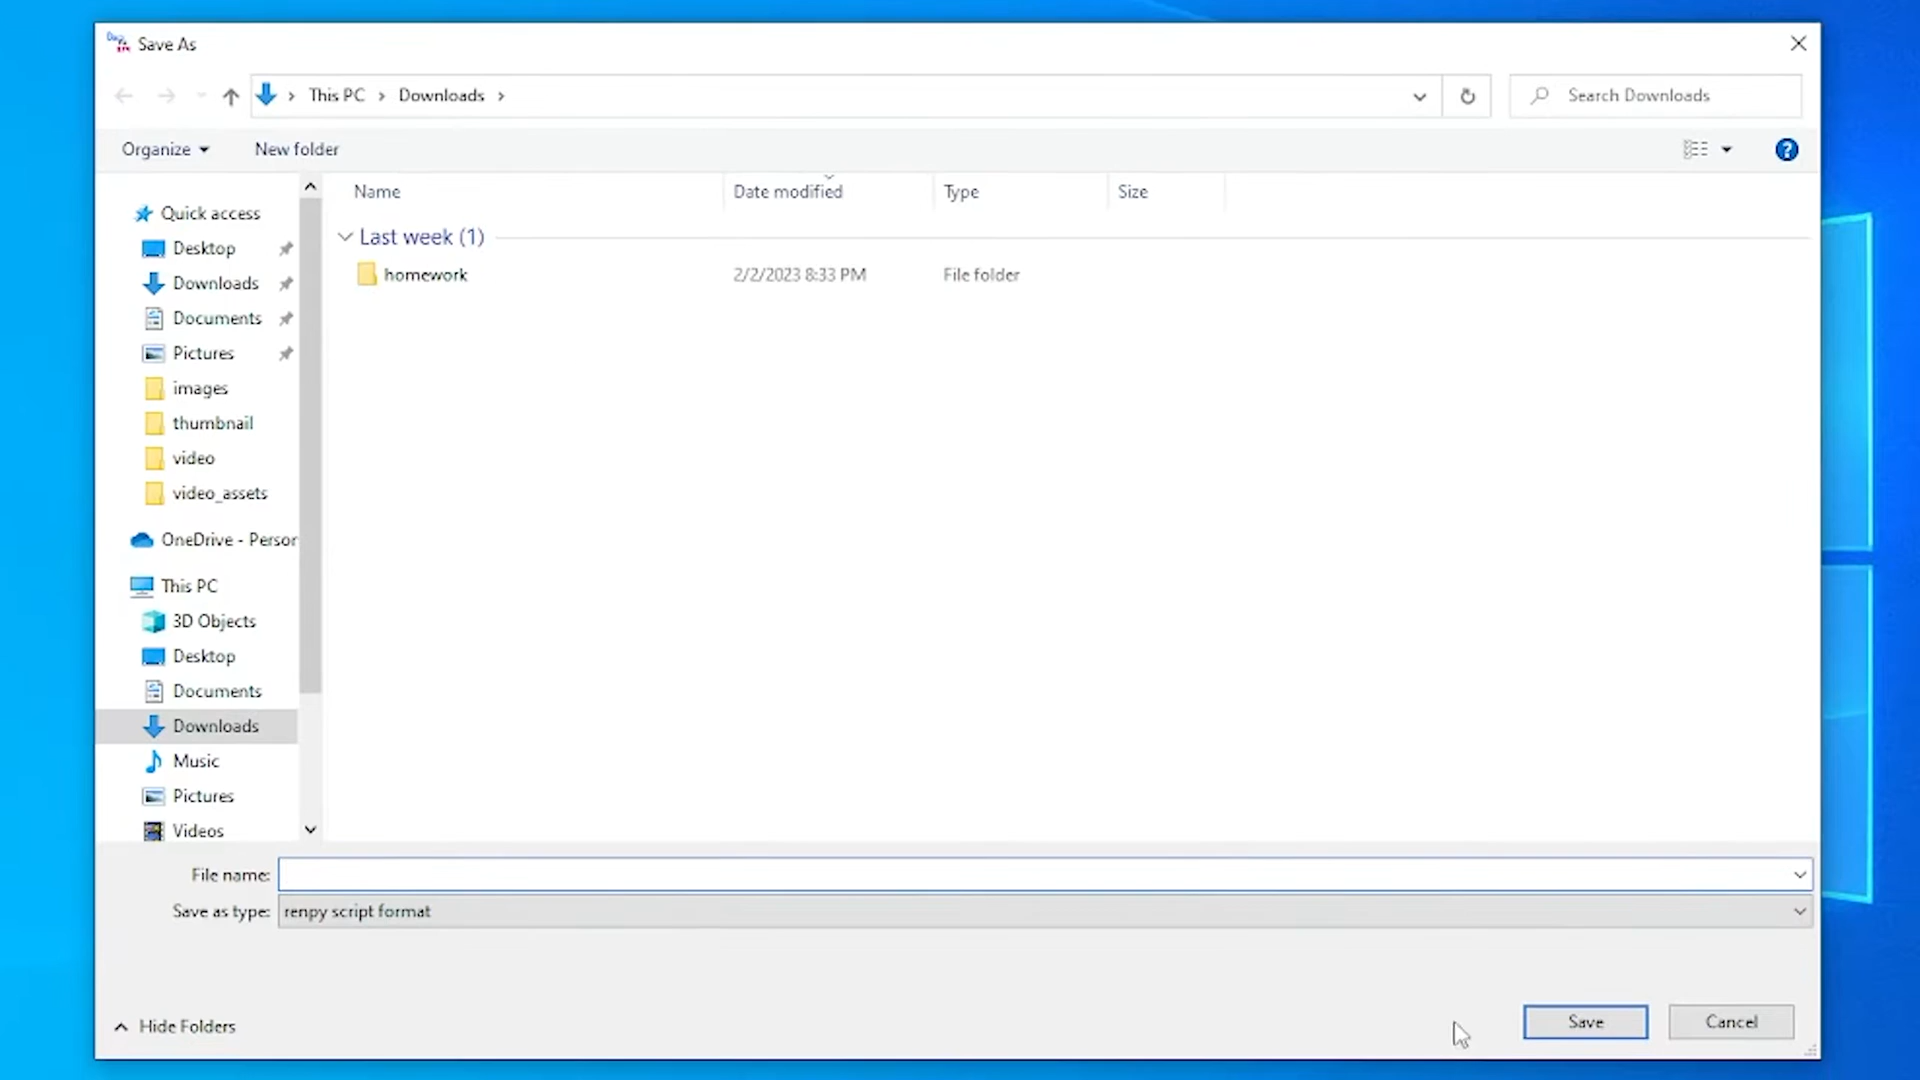 Save As
This PC
Downloads
Search Downloads
Organize
New folder
Name
Date modified
Type
Size
Quick access
Desktop
Downloads
Documents
Pictures
images
thumbnail
video
video_assets
OneDrive - Person
This PC
3D Objects
Desktop
Documents
Downloads
Music
Pictures
Videos
Last week (1)
homework 2/2/2023 8:33 PM File folder
File name:
Save as type: renpy script format
Hide Folders
Save
Cancel